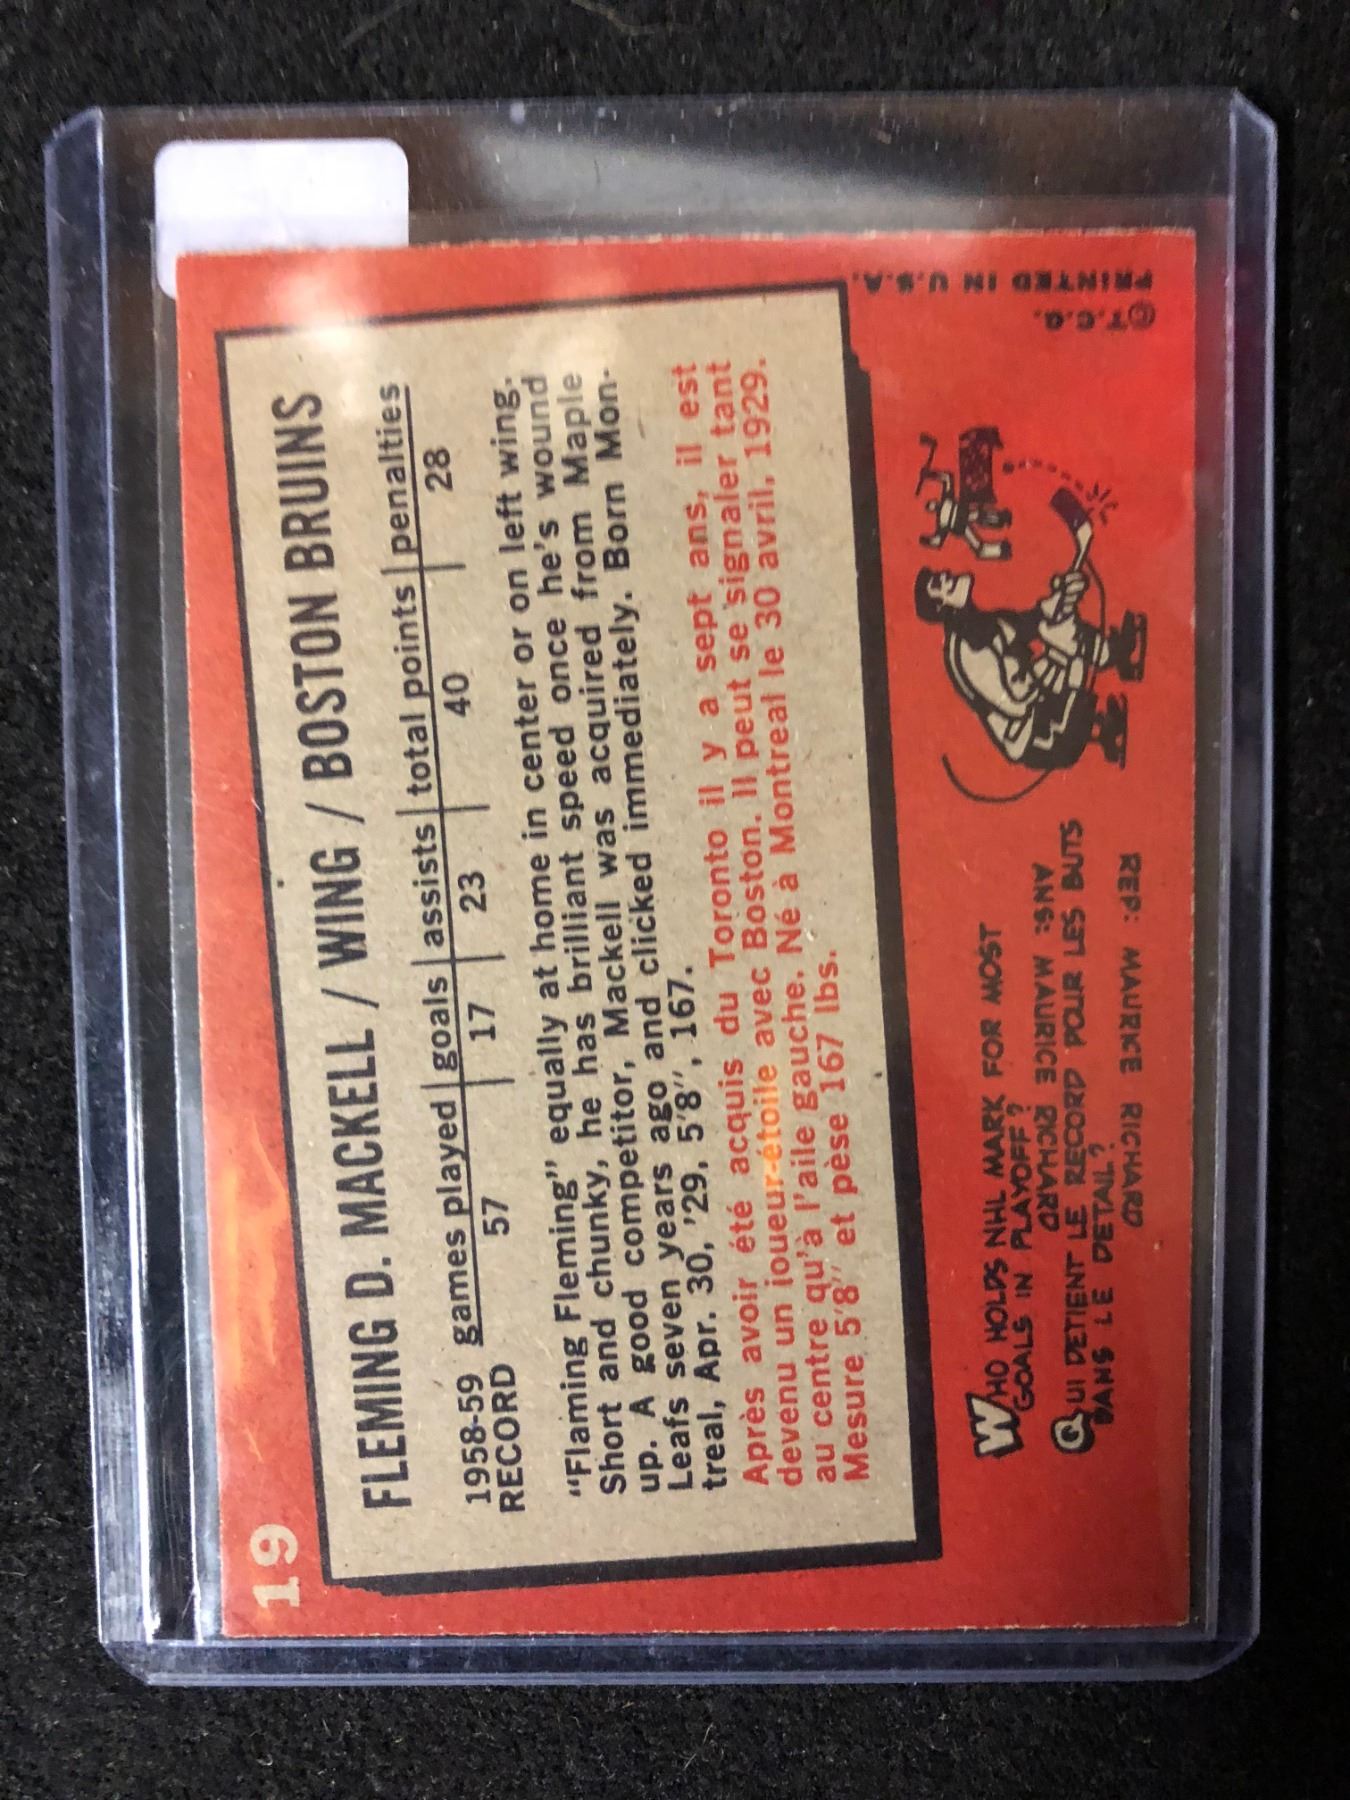 19
FLEMING D. MACKELL / WING / BOSTON BRUINS
1958-59 games played goals assists total points penalties
RECORD 57 17 23 40 28
"Flaming Fleming" equally at home in center or on left wing.
Short and chunky, he has brilliant speed once he's wound
up. A good competitor, Mackell was acquired from Maple
Leafs seven years ago and clicked immediately. Born Mon-
treal, Apr. 30, '29, 5'8", 167.
Après avoir été acquis du Toronto il y a sept ans, il est
devenu un ioueur-étoile avec Boston. Il peut se signaler tant
au centre qu'à l'aile gauche. Né à Montreal le 30 avril, 1929.
Mesure 5'8" et pèse 167 lbs.
WHO HOLDS NHL MARK FOR MOST
GOALS IN PLAYOFF?
ANS: MAURICE RICHARD
QUI DETIENT LE RECORD POUR LES BUTS
DANS LE DETAIL?
REP: MAURICE RICHARD
©T.C.G.
PRINTED IN U.S.A.